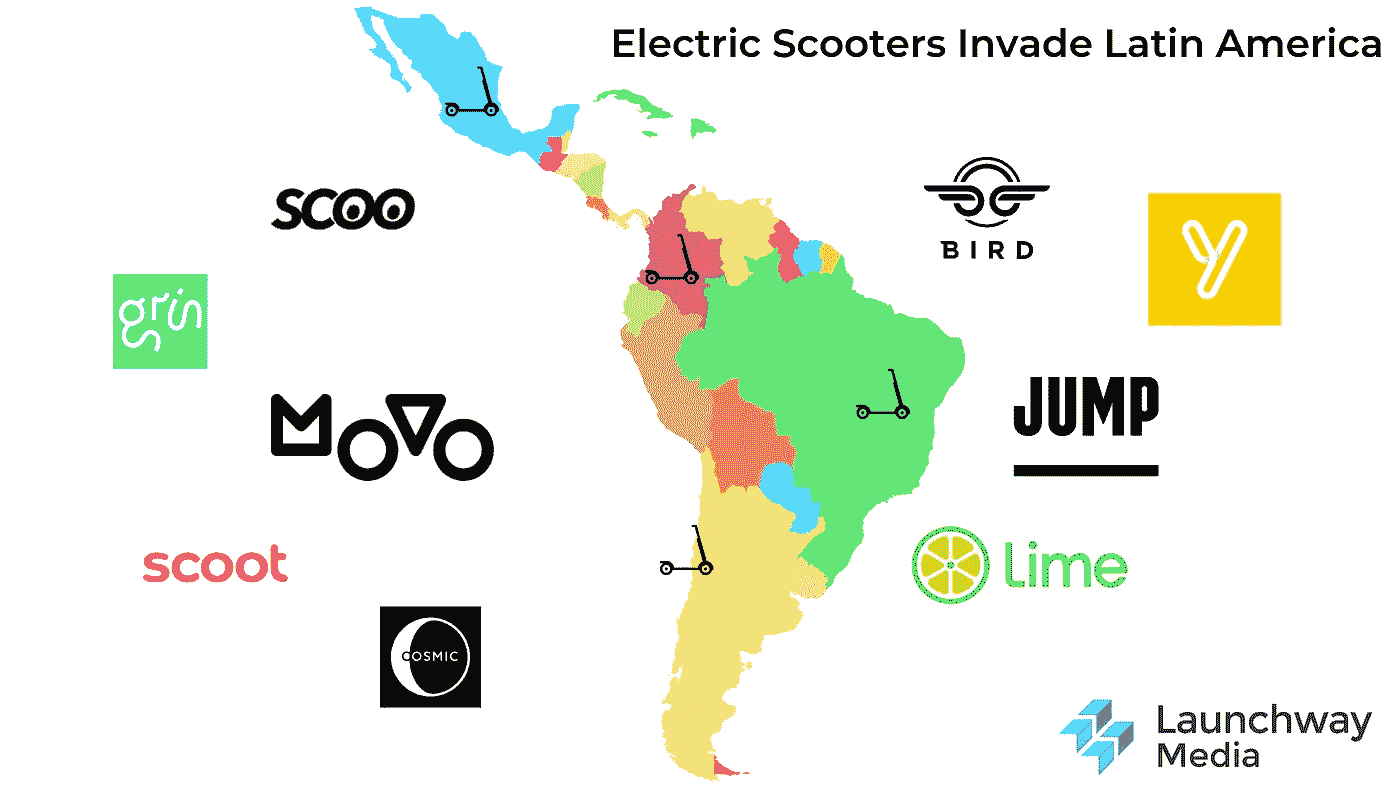 Electric Scooters Invade Latin America
SCOO
BIRD
y
grin
MOVO
JUMP
scoot
Lime
COSMIC
Launchway
Media